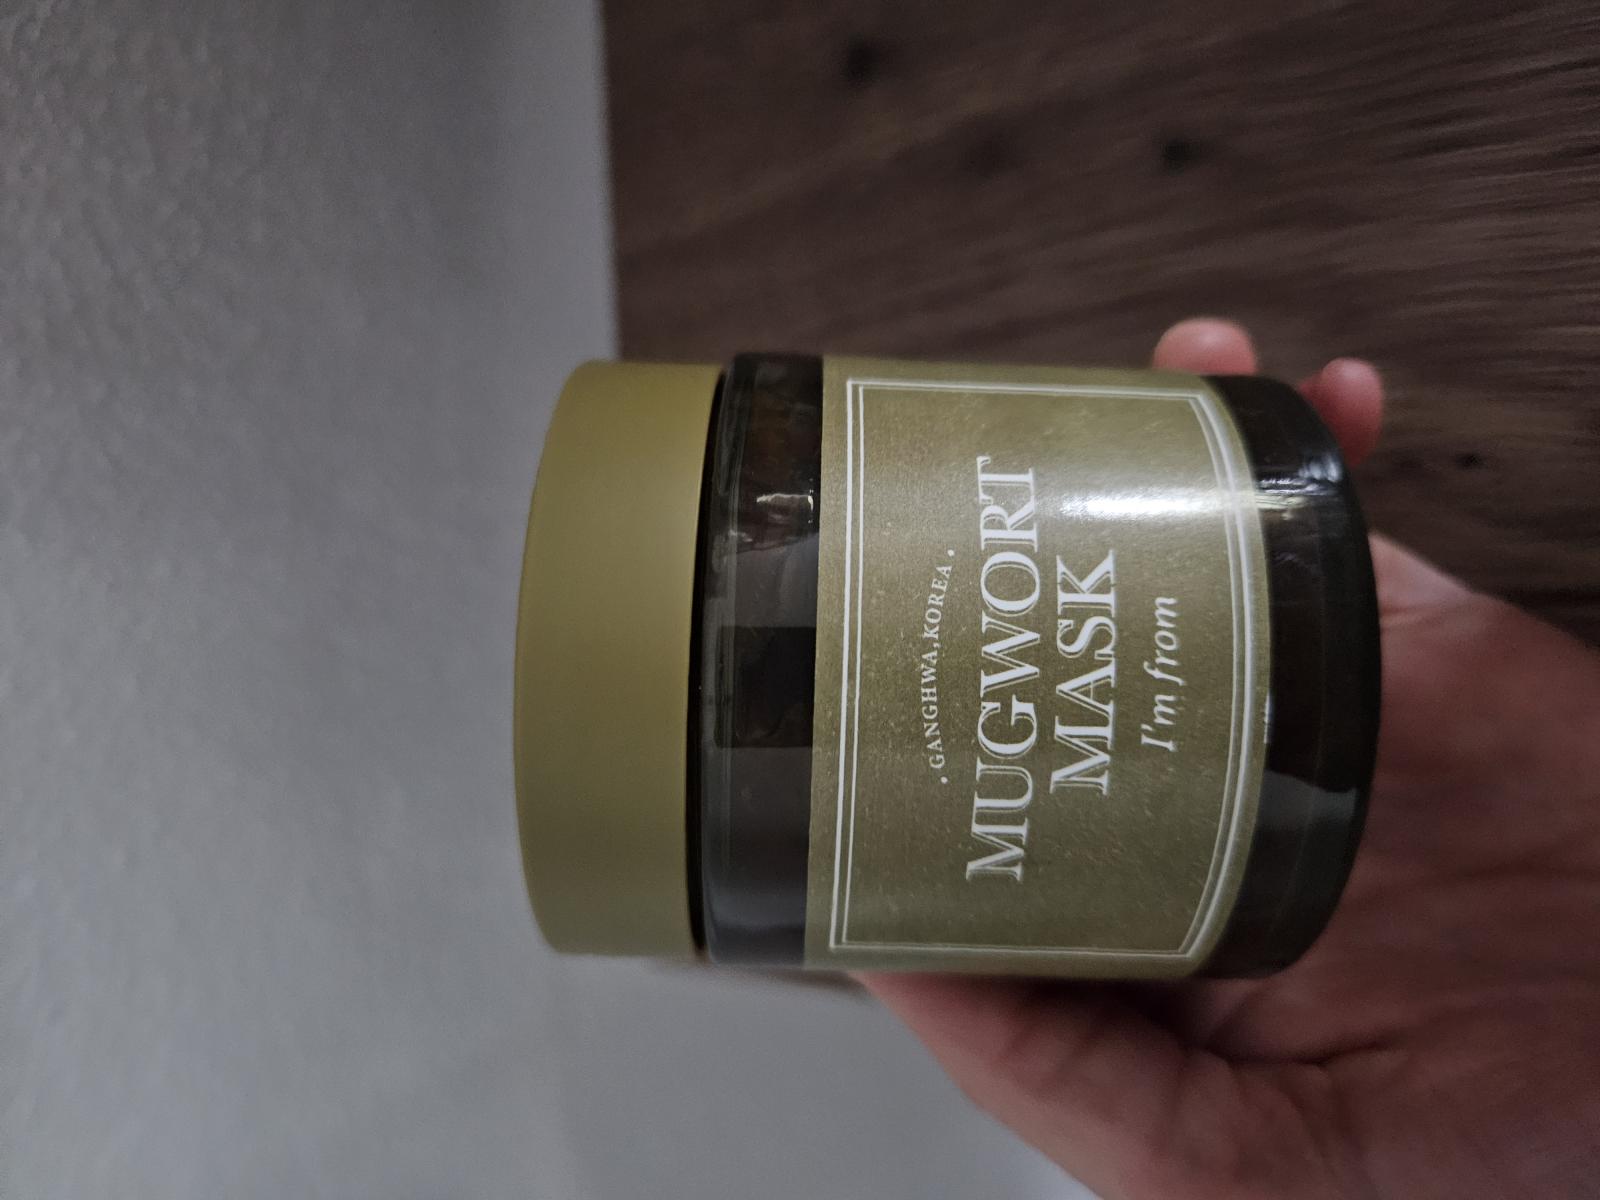 .GANGHWA,KOREA.
MUGWORT
MASK
I'm from